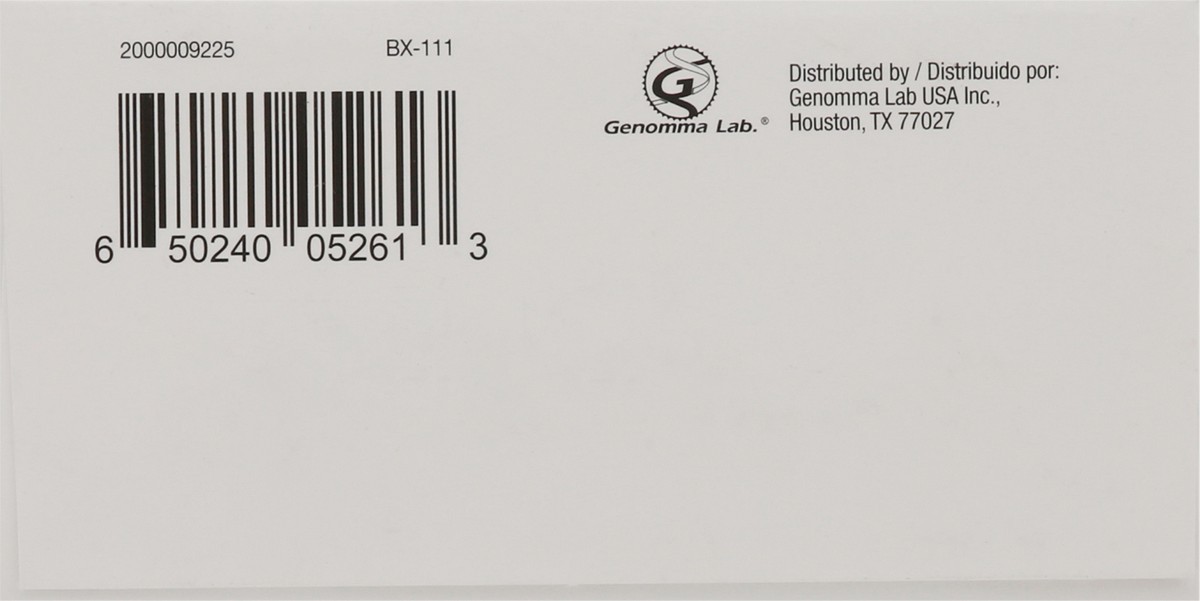 2000009225 BX-111
6 50240 05261 3
G
Genomma Lab.®
Distributed by / Distribuido por:
Genomma Lab USA Inc.,
Houston, TX 77027